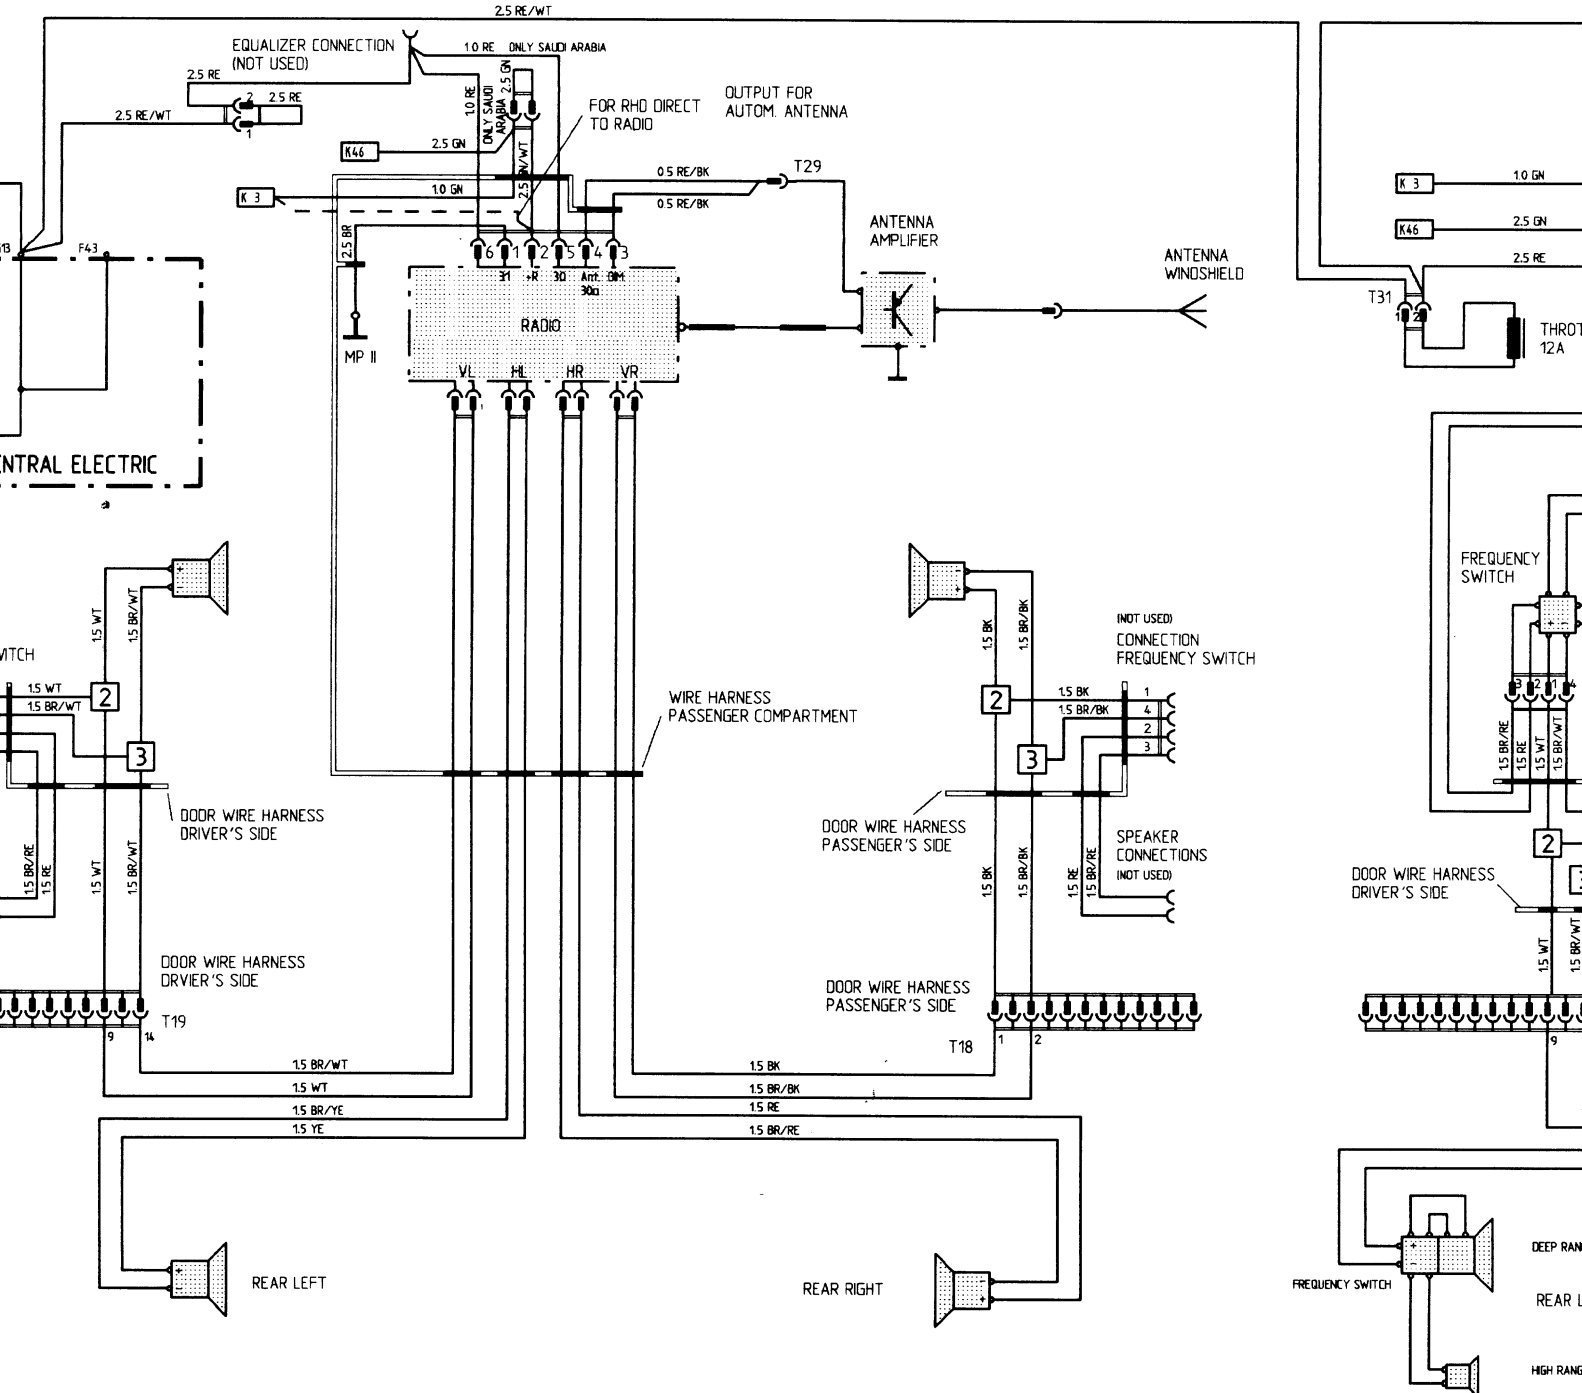 2.5 RE/WT
EQUALIZER CONNECTION
(NOT USED)
1.0 RE ONLY SAUDI ARABIA
2.5 RE
2 2.5 RE
2.5 RE/WT
1
1.0 RE
ONLY SAUDI
ARABIA
2.5 GN
FOR RHD DIRECT
TO RADIO
OUTPUT FOR
AUTOM. ANTENNA
K46
2.5 GN
2.5 GN/WT
K 3
1.0 GN
0.5 RE/BK
0.5 RE/BK
T29
K 3
1.0 GN
K46
2.5 GN
2.5 RE
ANTENNA
AMPLIFIER
ANTENNA
WINDSHIELD
F43
2.5 BR
6 1 2 5 4 3
31 +R 30 Ant. DIM.
30a
RADIO
MP II
VL HL HR VR
T31
1 2
12A
ELECTRIC
1.5 WT
1.5 BR/WT
1.5 WT
1.5 BR/WT
2
3
DOOR WIRE HARNESS
DRIVER'S SIDE
1.5 BR/RE
1.5 RE
1.5 WT
1.5 BR/WT
WIRE HARNESS
PASSENGER COMPARTMENT
1.5 BK
1.5 BR/BK
(NOT USED)
CONNECTION
FREQUENCY SWITCH
2
3
1.5 BK
1.5 BR/BK
1
4
2
3
DOOR WIRE HARNESS
PASSENGER'S SIDE
1.5 BK
1.5 BR/BK
1.5 RE
1.5 BR/RE
SPEAKER
CONNECTIONS
(NOT USED)
FREQUENCY
SWITCH
+ -
3 2 1 4
1.5 BR/RE
1.5 RE
1.5 WT
1.5 BR/WT
2
DOOR WIRE HARNESS
DRIVER'S SIDE
1.5 WT
1.5 BR/WT
DOOR WIRE HARNESS
DRVIER'S SIDE
T19
9 14
DOOR WIRE HARNESS
PASSENGER'S SIDE
T18
1 2
9
1.5 BR/WT
1.5 WT
1.5 BR/YE
1.5 YE
1.5 BK
1.5 BR/BK
1.5 RE
1.5 BR/RE
REAR LEFT
REAR RIGHT
FREQUENCY SWITCH
DEEP
REAR
HIGH